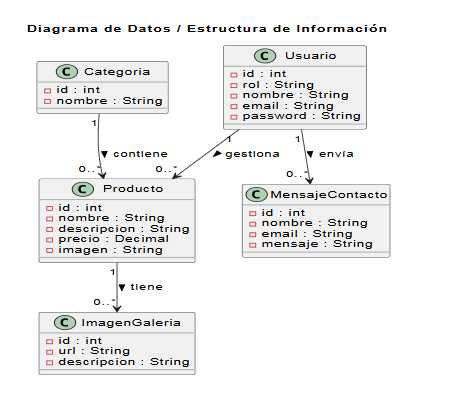 Diagrama de Datos / Estructura de Información
C Categoria
id : int
nombre : String
C Usuario
id : int
rol : String
nombre : String
email : String
password : String
1
contiene
0..*
1
gestiona
0..*
1
envía
0..*
C Producto
id : int
nombre : String
descripcion : String
precio : Decimal
imagen : String
C MensajeContacto
id : int
nombre : String
email : String
mensaje : String
1
tiene
0..*
C ImagenGaleria
id : int
url : String
descripcion : String